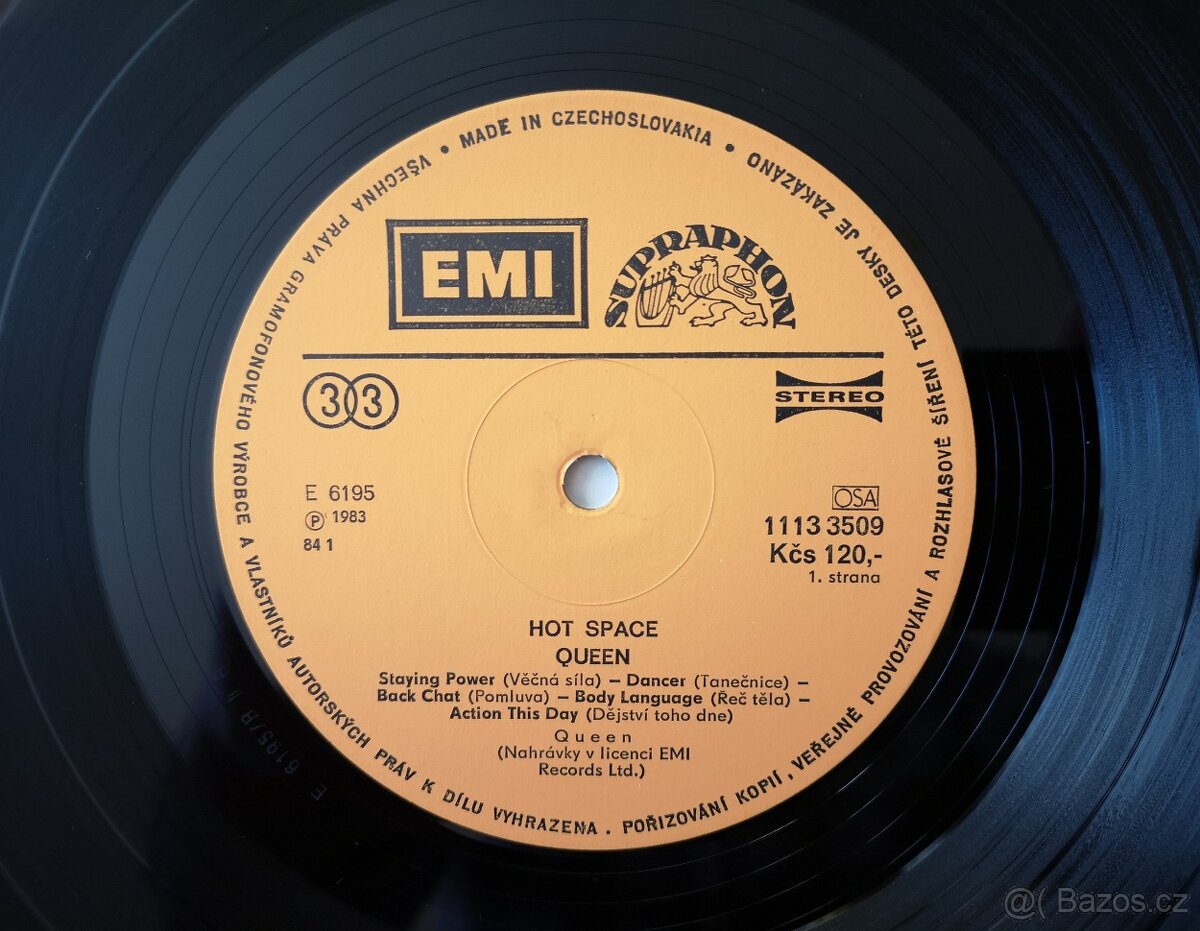 • MADE IN CZECHOSLOVAKIA •
VŠECHNA PRÁVA GRAMOFONOVÉHO VÝROBCE A VLASTNÍKŮ AUTORSKÝCH PRÁV K DÍLU VYHRAZENA . POŘIZOVÁNÍ KOPIÍ , VEŘEJNÉ PROVOZOVÁNÍ A ROZHLASOVÉ ŠÍŘENÍ TÉTO DESKY JE ZAKÁZÁNO
EMI
SUPRAPHON
33
STEREO
E 6195
Ⓟ 1983
84 1
OSA
1113 3509
Kčs 120,-
1. strana
HOT SPACE
QUEEN
Staying Power (Věčná síla) – Dancer (Tanečnice) –
Back Chat (Pomluva) – Body Language (Řeč těla) –
Action This Day (Dějství toho dne)
Queen
(Nahrávky v licenci EMI
Records Ltd.)
@( Bazos.cz